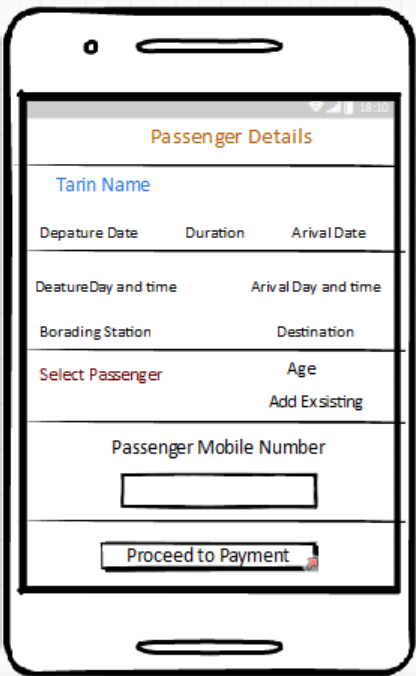 18:10
Passenger Details
Tarin Name
Depature Date Duration Arival Date
DeatureDay and time Arival Day and time
Borading Station Destination
Select Passenger Age
Add Exsisting
Passenger Mobile Number
Proceed to Payment